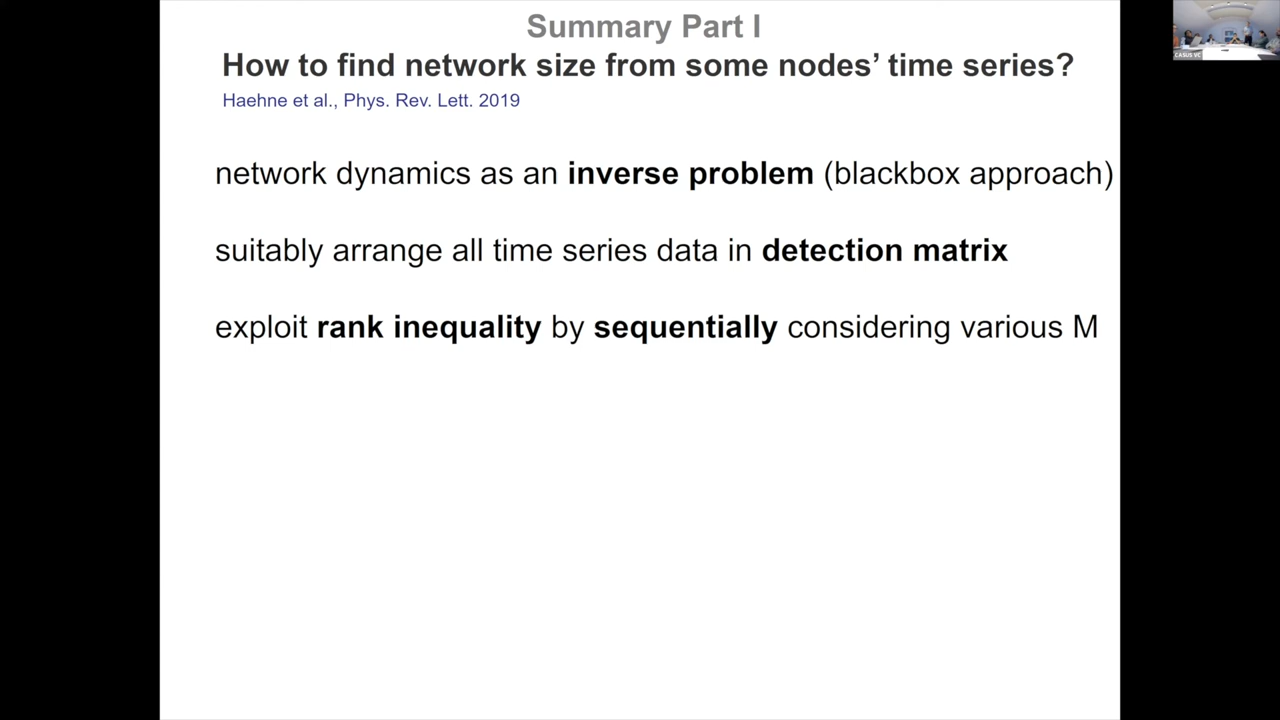 Summary Part I
How to find network size from some nodes’ time series?
Haehne et al., Phys. Rev. Lett. 2019
network dynamics as an inverse problem (blackbox approach)
suitably arrange all time series data in detection matrix
exploit rank inequality by sequentially considering various M
CASUS VC